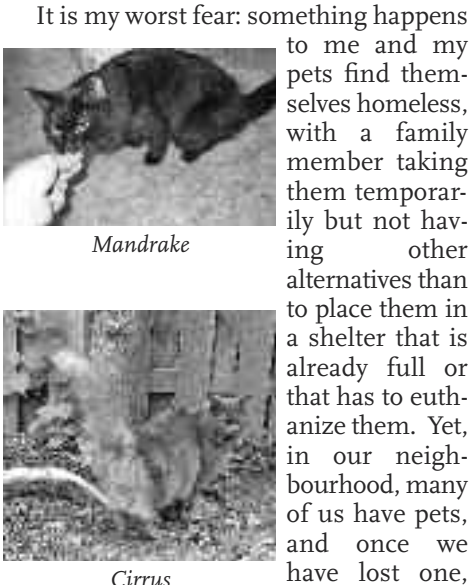 It is my worst fear: something happens
to me and my
pets find them-
selves homeless,
with a family
member taking
them temporar-
ily but not hav-
ing other
alternatives than
to place them in
a shelter that is
already full or
that has to euth-
anize them. Yet,
in our neigh-
bourhood, many
of us have pets,
and once we
have lost one,
Mandrake
Cirrus